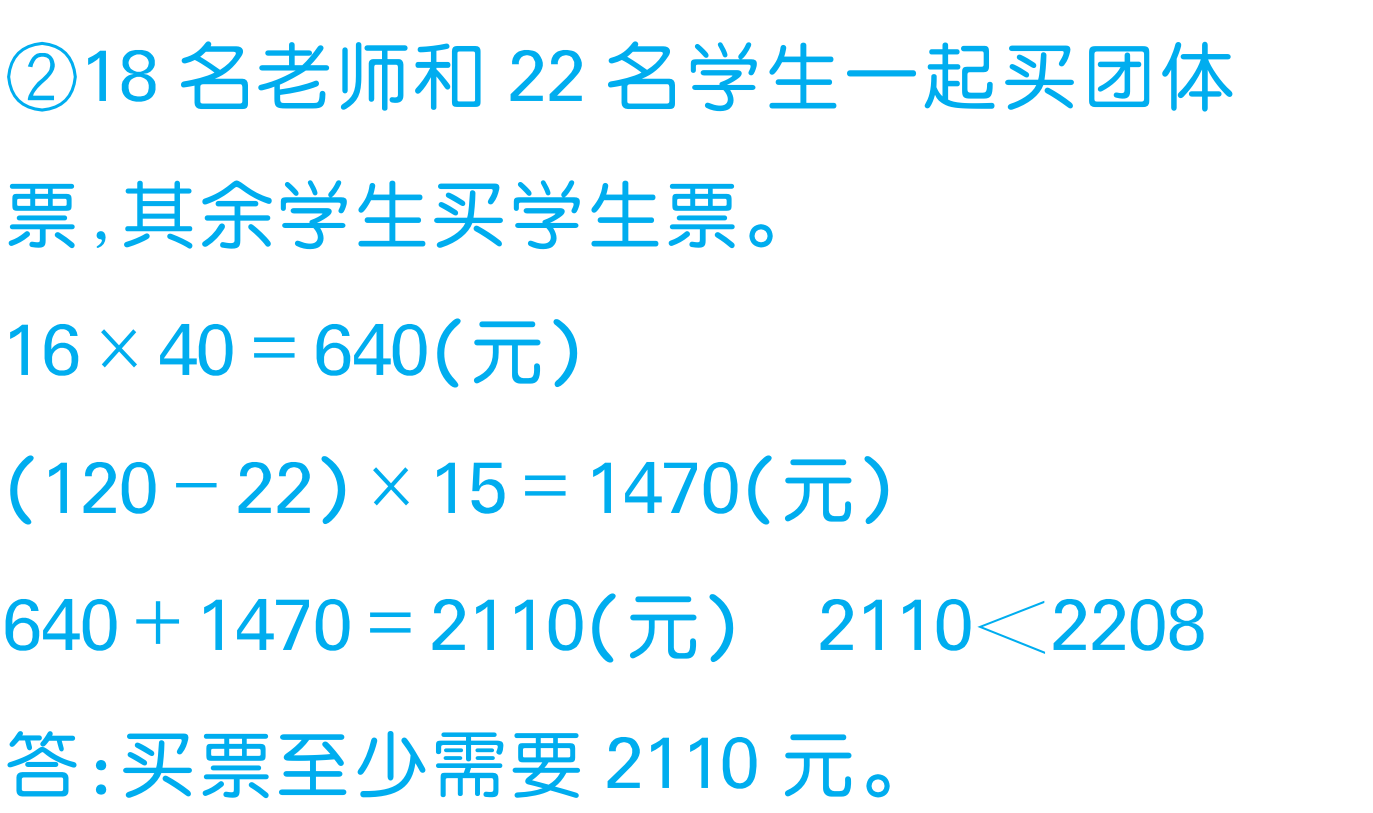 ②18 名老师和 22 名学生一起买团体
票,其余学生买学生票。
16 × 40 = 640(元)
(120 - 22) × 15 = 1470(元)
640 + 1470 = 2110(元) 2110<2208
答:买票至少需要 2110 元。